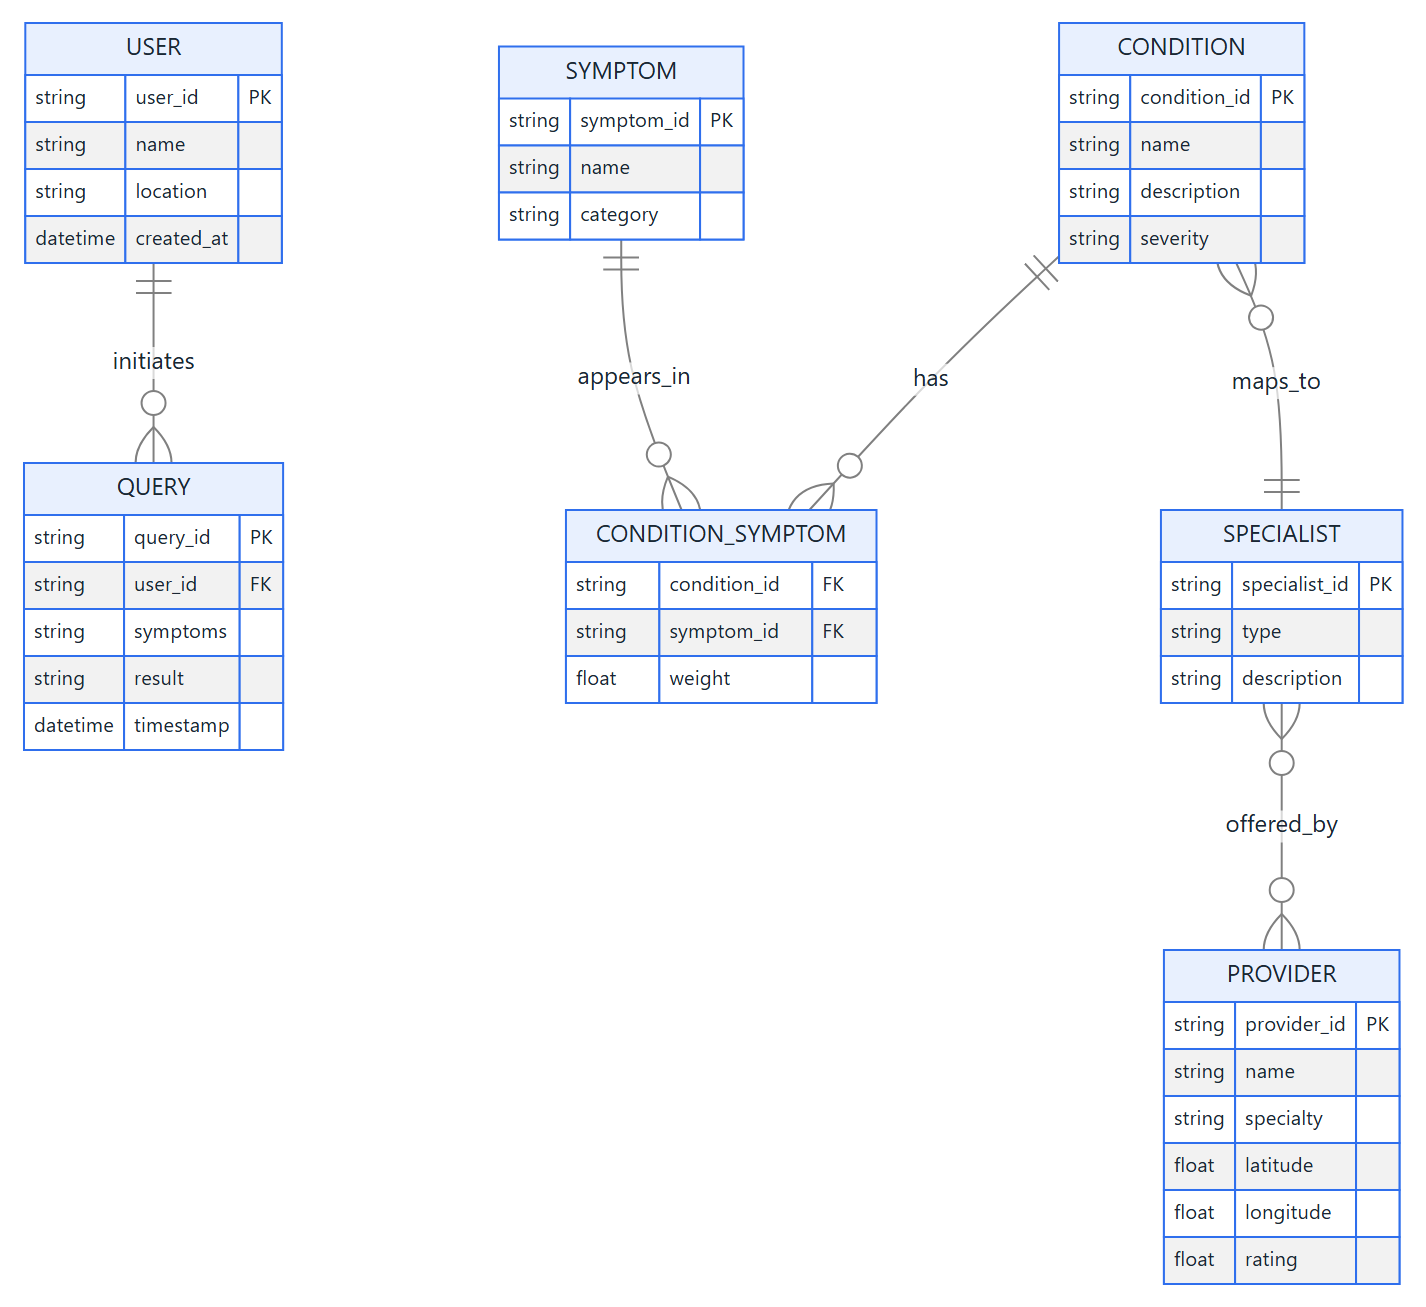 USER
string user_id PK
string name
string location
datetime created_at
initiates
QUERY
string query_id PK
string user_id FK
string symptoms
string result
datetime timestamp
SYMPTOM
string symptom_id PK
string name
string category
appears_in
has
CONDITION_SYMPTOM
string condition_id FK
string symptom_id FK
float weight
CONDITION
string condition_id PK
string name
string description
string severity
maps_to
SPECIALIST
string specialist_id PK
string type
string description
offered_by
PROVIDER
string provider_id PK
string name
string specialty
float latitude
float longitude
float rating